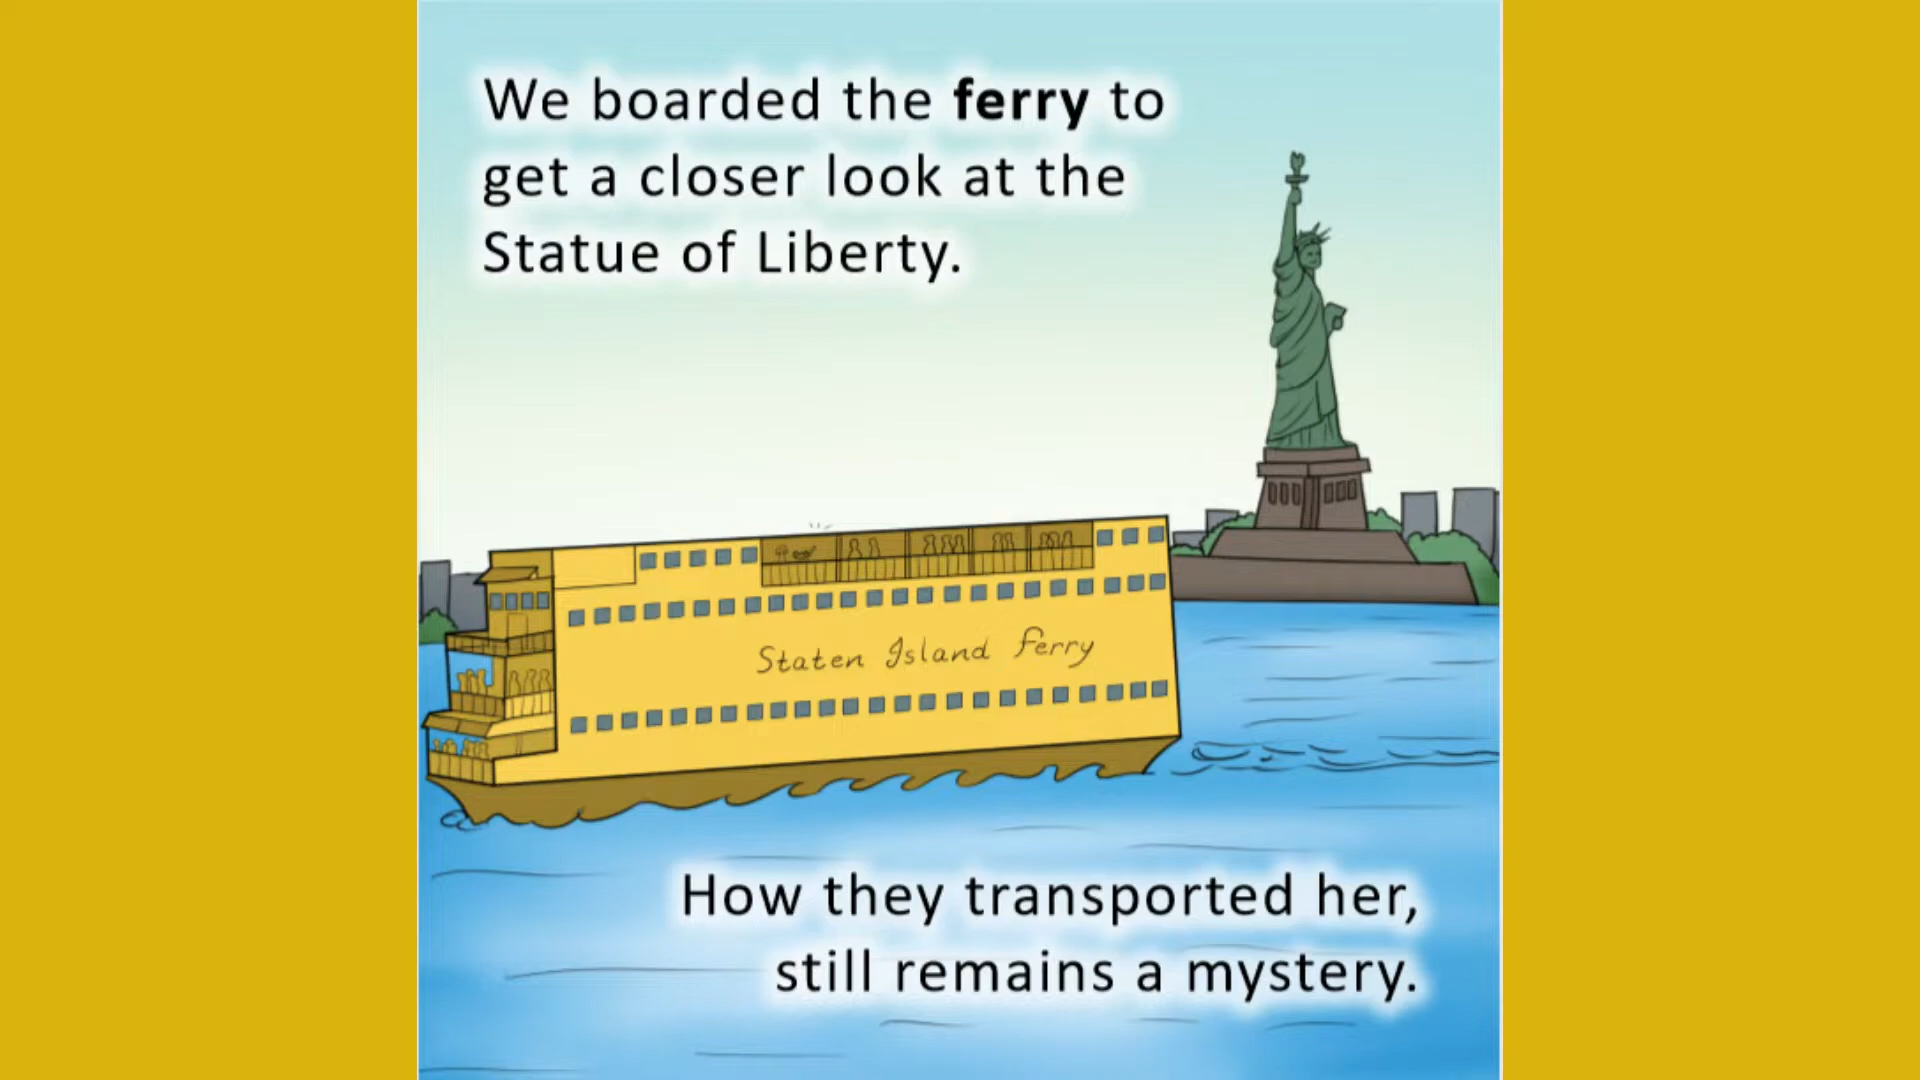 We boarded the ferry to
get a closer look at the
Statue of Liberty.
Staten Island Ferry
How they transported her,
still remains a mystery.